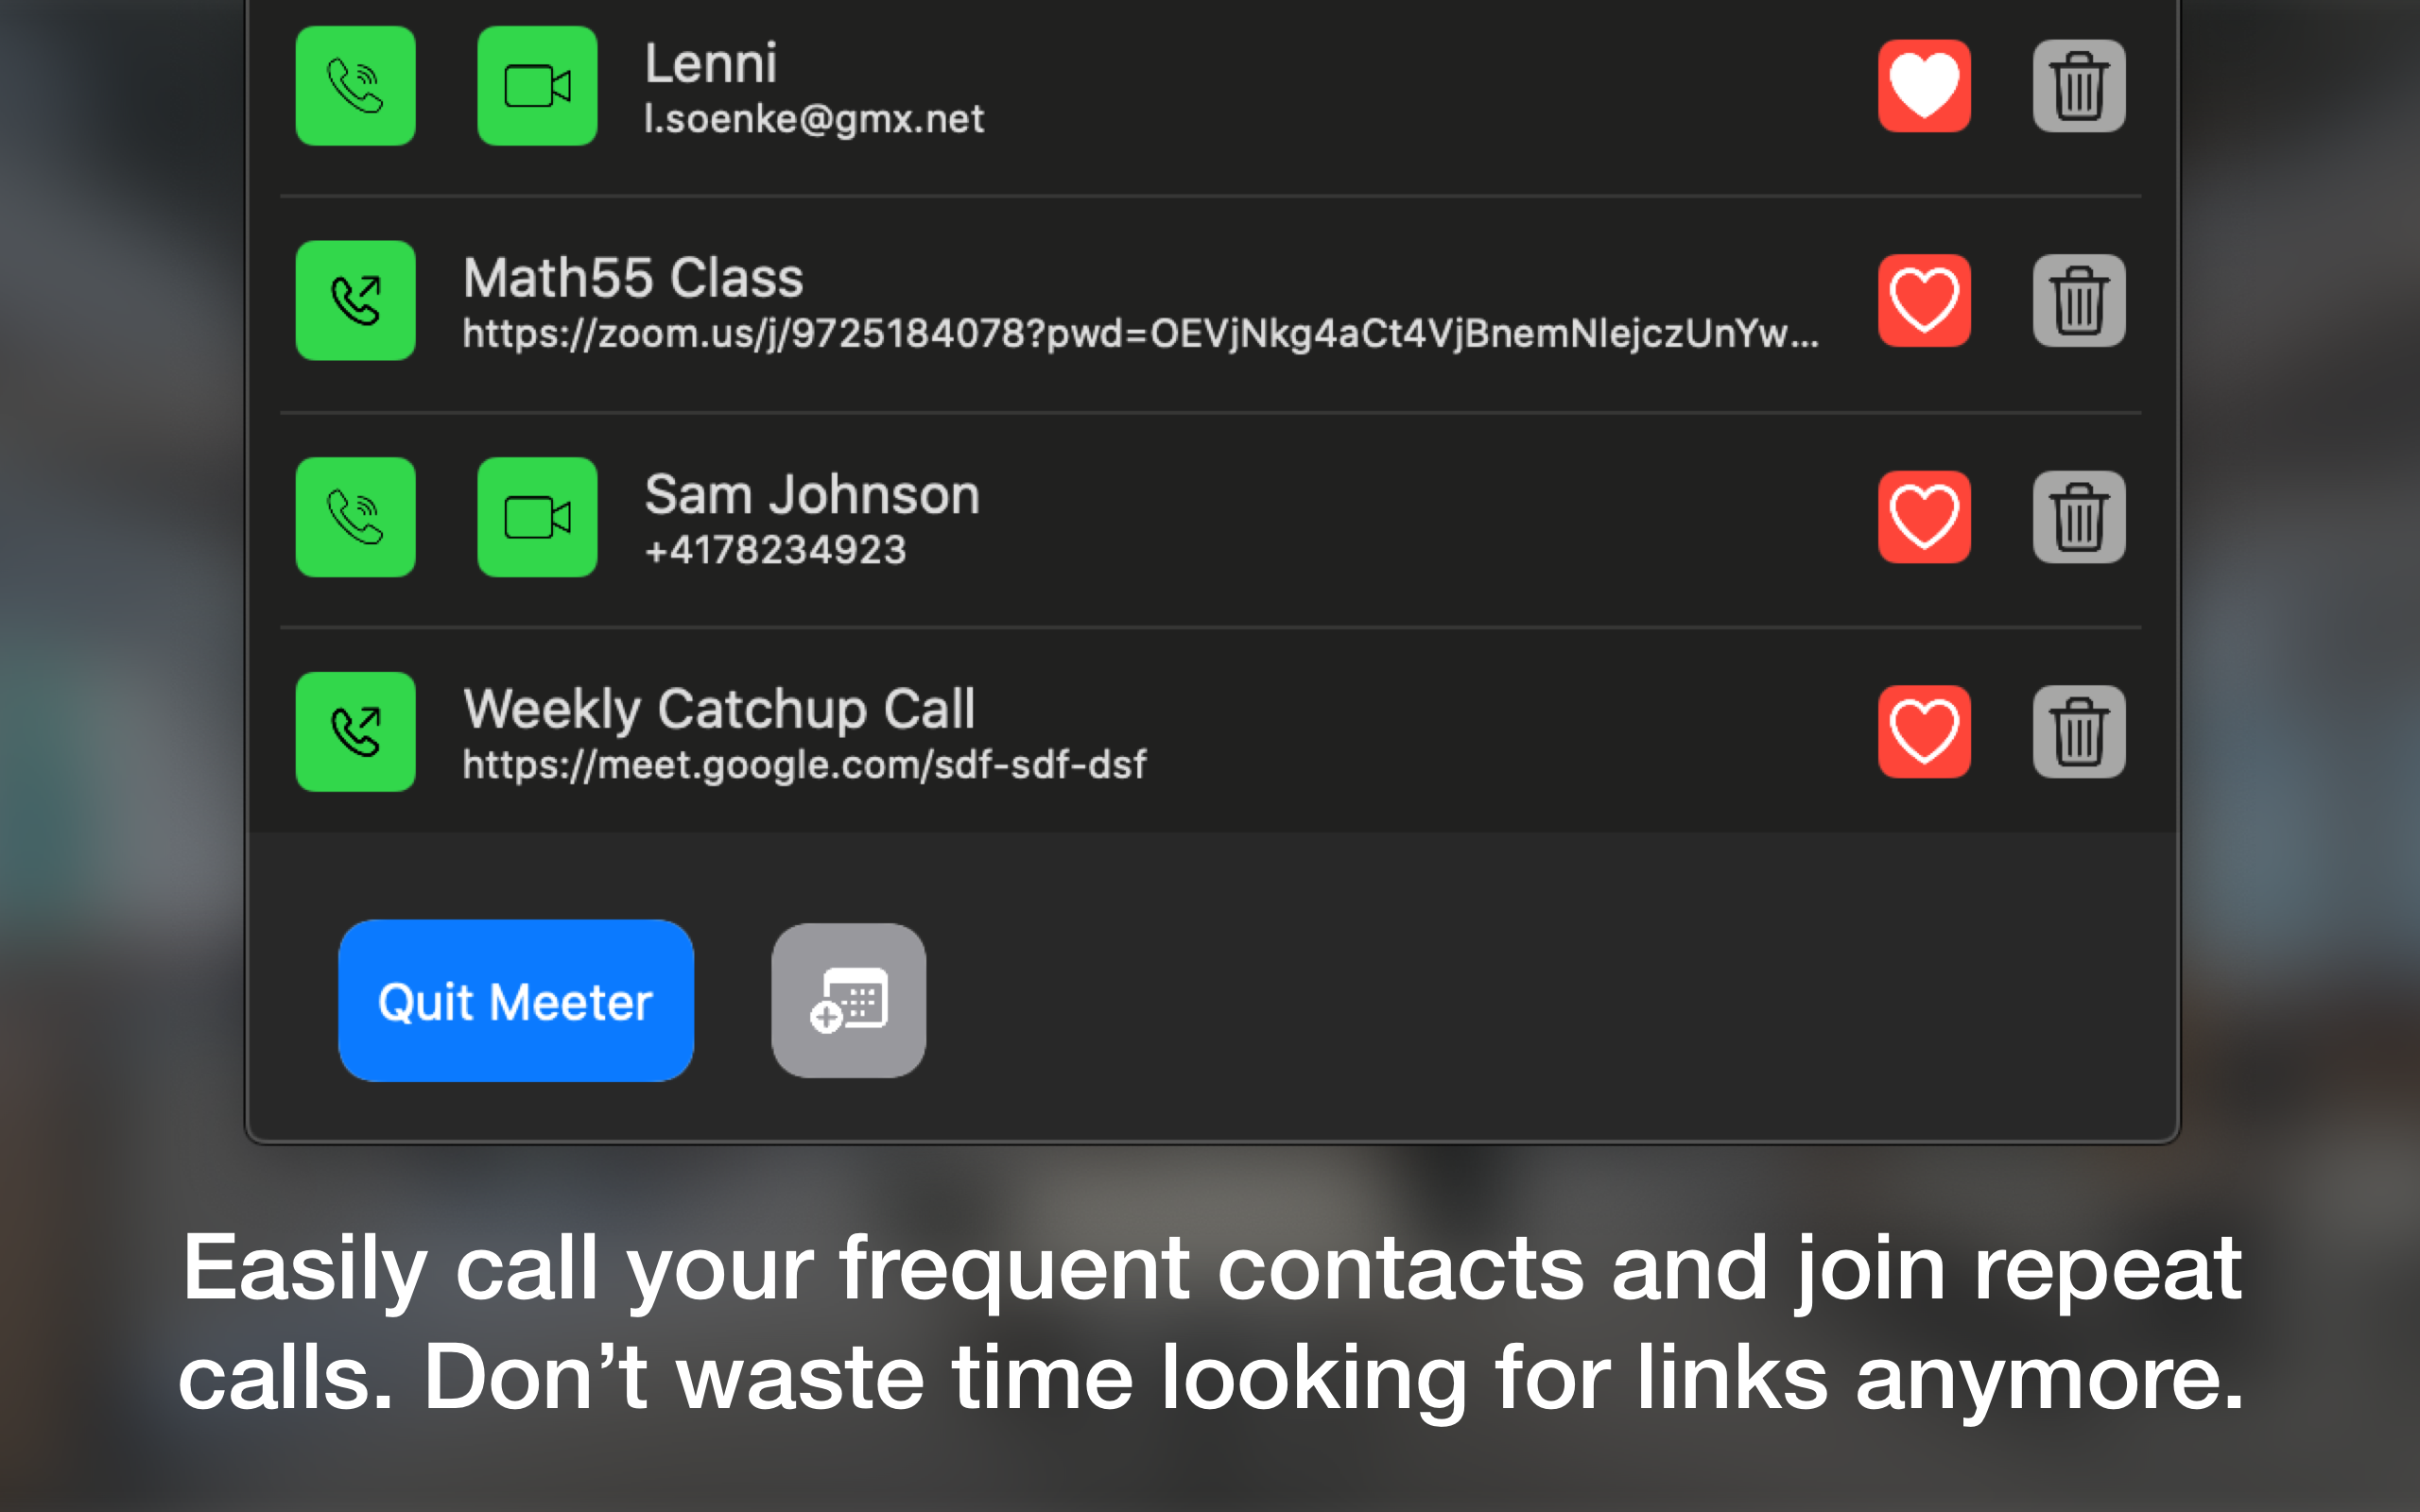 Lenni
l.soenke@gmx.net
Math55 Class
https://zoom.us/j/9725184078?pwd=OEVjNkg4aCt4VjBnemNlejczUnYw...
Sam Johnson
+4178234923
Weekly Catchup Call
https://meet.google.com/sdf-sdf-dsf
Quit Meeter
Easily call your frequent contacts and join repeat
calls. Don’t waste time looking for links anymore.